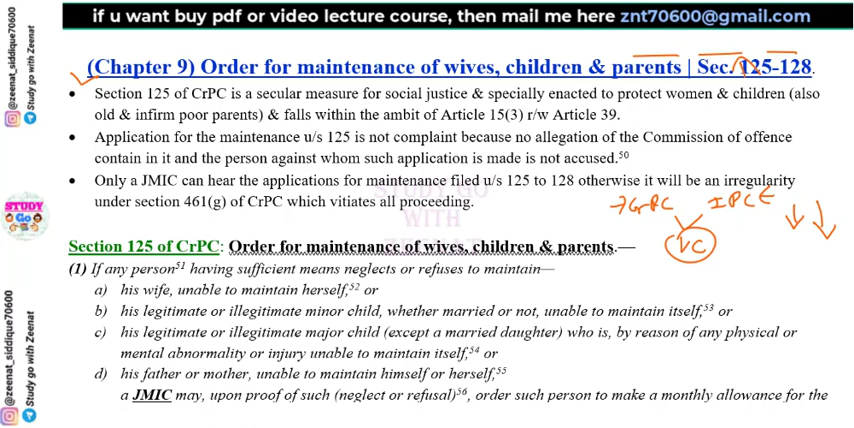 if u want buy pdf or video lecture course, then mail me here znt70600@gmail.com
(Chapter 9) Order for maintenance of wives, children & parents | Sec. 125-128.
• Section 125 of CrPC is a secular measure for social justice & specially enacted to protect women & children (also
old & infirm poor parents) & falls within the ambit of Article 15(3) r/w Article 39.
• Application for the maintenance u/s 125 is not complaint because no allegation of the Commission of offence
contain in it and the person against whom such application is made is not accused.50
• Only a JMIC can hear the applications for maintenance filed u/s 125 to 128 otherwise it will be an irregularity
under section 461(g) of CrPC which vitiates all proceeding.
CrPC IPC
VC
Section 125 of CrPC: Order for maintenance of wives, children & parents.—
(1) If any person51 having sufficient means neglects or refuses to maintain—
a) his wife, unable to maintain herself,52 or
b) his legitimate or illegitimate minor child, whether married or not, unable to maintain itself,53 or
c) his legitimate or illegitimate major child (except a married daughter) who is, by reason of any physical or
mental abnormality or injury unable to maintain itself,54 or
d) his father or mother, unable to maintain himself or herself,55
a JMIC may, upon proof of such (neglect or refusal)56, order such person to make a monthly allowance for the
@zeenat_siddique70600
Study go with Zeenat
STUDY
Go
@zeenat_siddique70600
Study go with Zeenat
STUDY GO
WITH
ZEENAT